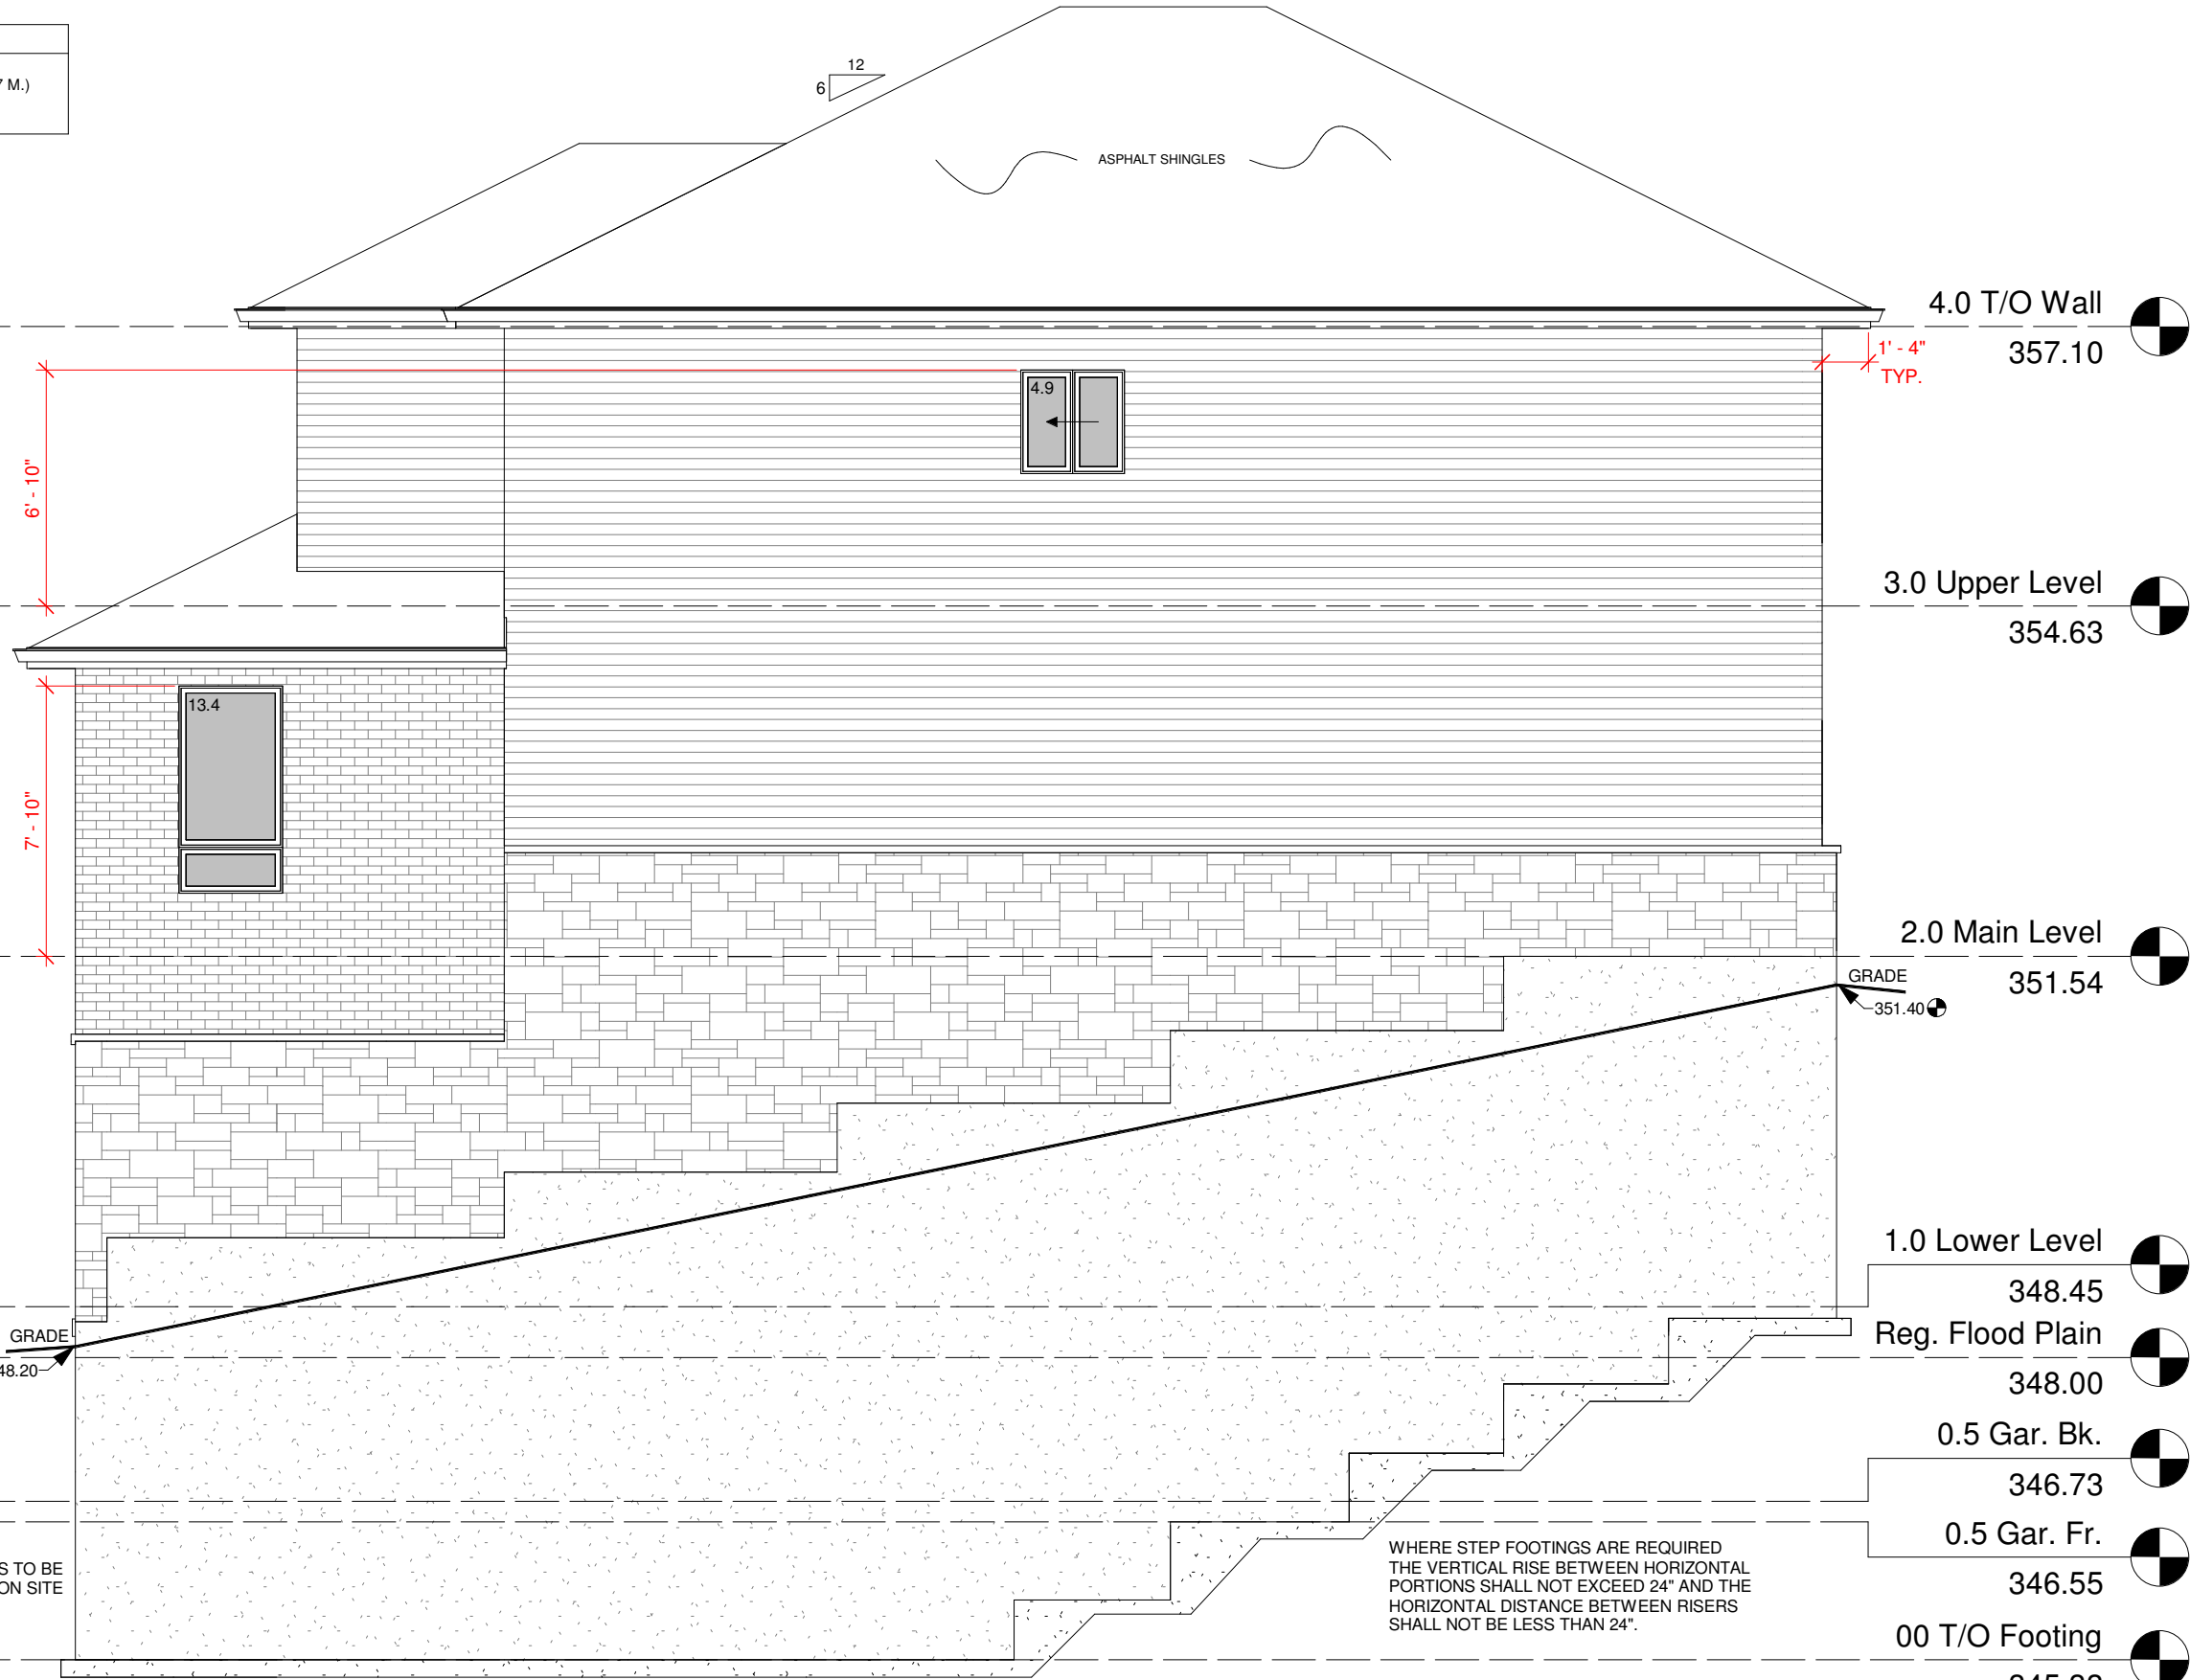 M.)
12
6
ASPHALT SHINGLES
4.0 T/O Wall
357.10
1' - 4"
TYP.
4.9
6' - 10"
3.0 Upper Level
354.63
13.4
7' - 10"
2.0 Main Level
351.54
GRADE
351.40
1.0 Lower Level
348.45
GRADE
48.20
Reg. Flood Plain
348.00
0.5 Gar. Bk.
346.73
0.5 Gar. Fr.
346.55
S TO BE
ON SITE
WHERE STEP FOOTINGS ARE REQUIRED
THE VERTICAL RISE BETWEEN HORIZONTAL
PORTIONS SHALL NOT EXCEED 24" AND THE
HORIZONTAL DISTANCE BETWEEN RISERS
SHALL NOT BE LESS THAN 24".
00 T/O Footing